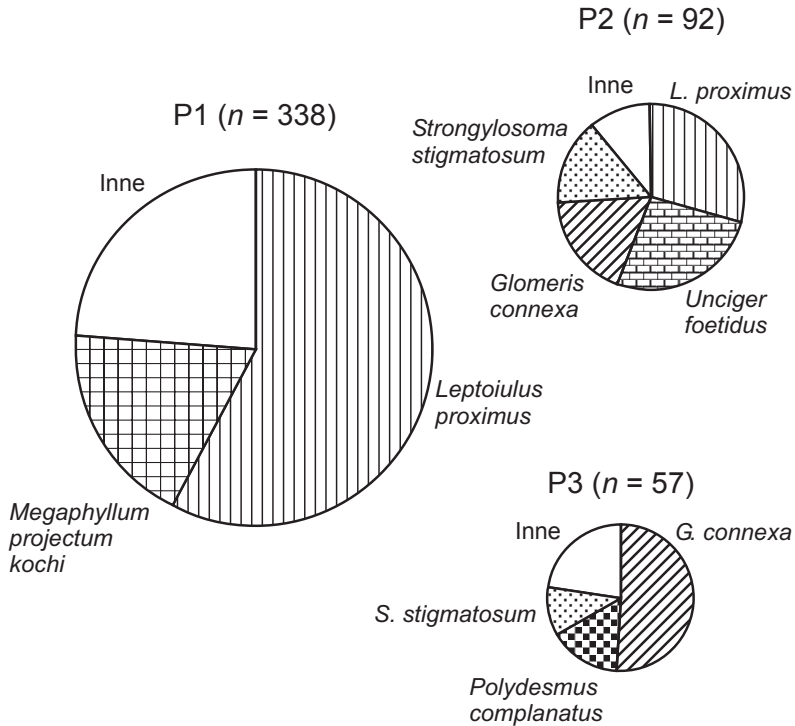 P1 (n = 338)
Inne
Leptoiulus
proximus
Megaphyllum
projectum
kochi
P2 (n = 92)
Inne
L. proximus
Strongylosoma
stigmatosum
Glomeris
connexa
Unciger
foetidus
P3 (n = 57)
Inne
G. connexa
S. stigmatosum
Polydesmus
complanatus